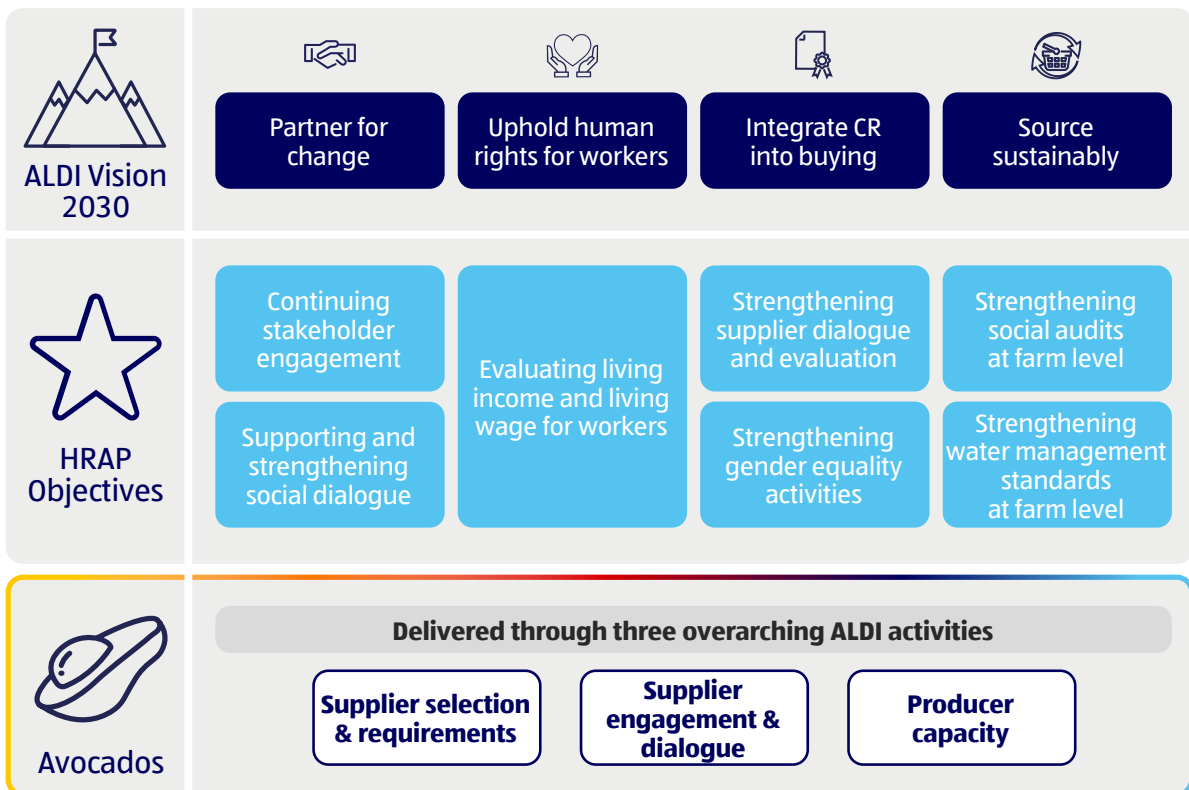 ALDI Vision
2030
Partner for
change
Uphold human
rights for workers
Integrate CR
into buying
Source
sustainably
HRAP
Objectives
Continuing
stakeholder
engagement
Supporting and
strengthening
social dialogue
Evaluating living
income and living
wage for workers
Strengthening
supplier dialogue
and evaluation
Strengthening
gender equality
activities
Strengthening
social audits
at farm level
Strengthening
water management
standards
at farm level
Avocados
Delivered through three overarching ALDI activities
Supplier selection
& requirements
Supplier
engagement &
dialogue
Producer
capacity